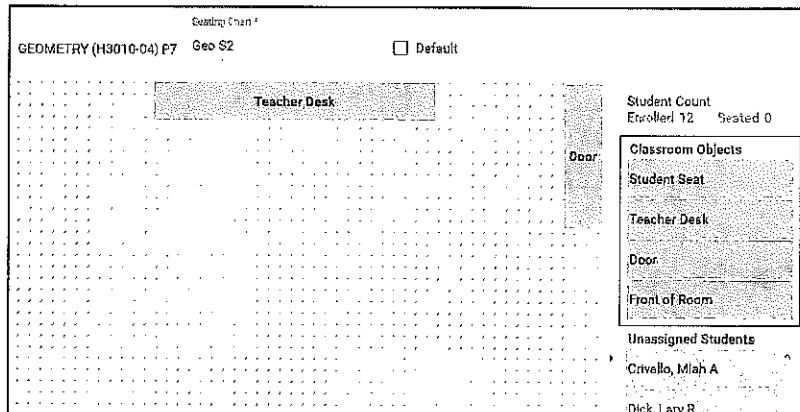 Seating Chart *
GEOMETRY (H3010-04) P7
Geo S2
Default
Teacher Desk
Door
Student Count
Enrolled 12 Seated 0
Classroom Objects
Student Seat
Teacher Desk
Door
Front of Room
Unassigned Students
Crivello, Miah A
Dick, Lary R